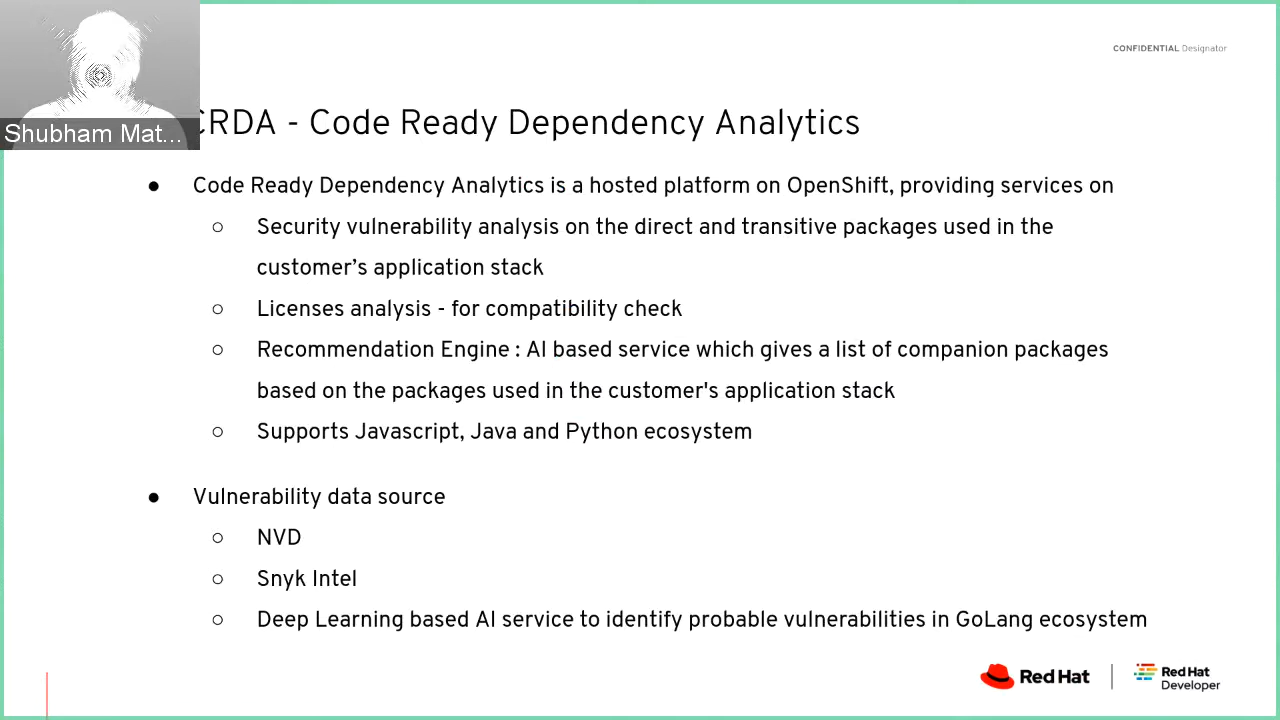 CONFIDENTIAL Designator
Shubham Mat...
CRDA - Code Ready Dependency Analytics
● Code Ready Dependency Analytics is a hosted platform on OpenShift, providing services on
○ Security vulnerability analysis on the direct and transitive packages used in the
customer’s application stack
○ Licenses analysis - for compatibility check
○ Recommendation Engine : AI based service which gives a list of companion packages
based on the packages used in the customer's application stack
○ Supports Javascript, Java and Python ecosystem
● Vulnerability data source
○ NVD
○ Snyk Intel
○ Deep Learning based AI service to identify probable vulnerabilities in GoLang ecosystem
Red Hat
Red Hat
Developer